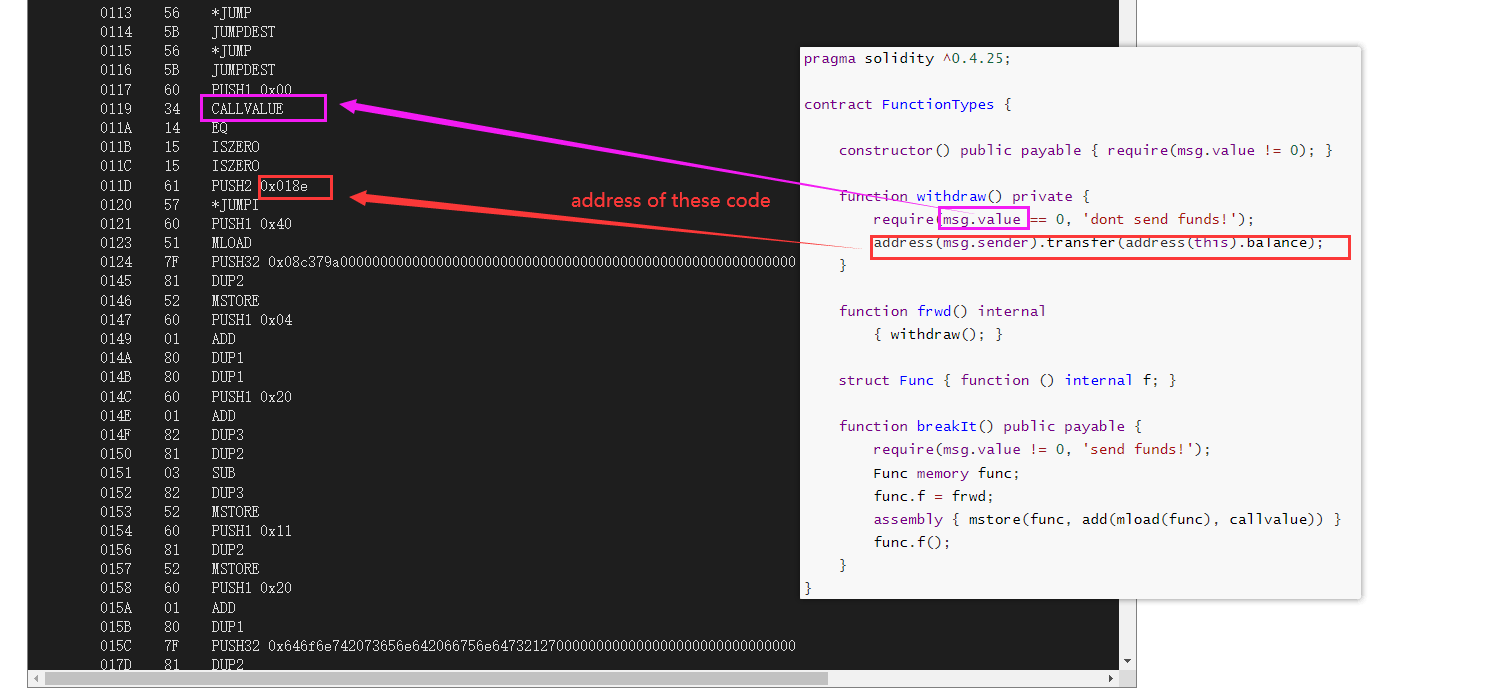 0113 56 *JUMP
0114 5B JUMPDEST
0115 56 *JUMP
0116 5B JUMPDEST
0117 60 PUSH1 0x00
0119 34 CALLVALUE
011A 14 EQ
011B 15 ISZERO
011C 15 ISZERO
011D 61 PUSH2 0x018e
0120 57 *JUMPI
0121 60 PUSH1 0x40
0123 51 MLOAD
0124 7F PUSH32 0x08c379a000000000000000000000000000000000000000000000000000000000
0145 81 DUP2
0146 52 MSTORE
0147 60 PUSH1 0x04
0149 01 ADD
014A 80 DUP1
014B 80 DUP1
014C 60 PUSH1 0x20
014E 01 ADD
014F 82 DUP3
0150 81 DUP2
0151 03 SUB
0152 82 DUP3
0153 52 MSTORE
0154 60 PUSH1 0x11
0156 81 DUP2
0157 52 MSTORE
0158 60 PUSH1 0x20
015A 01 ADD
015B 80 DUP1
015C 7F PUSH32 0x646f6e742073656e642066756e64732127000000000000000000000000000000
017D 81 DUP2
address of these code
pragma solidity ^0.4.25;
contract FunctionTypes {
constructor() public payable { require(msg.value != 0); }
function withdraw() private {
require(msg.value == 0, 'dont send funds!');
address(msg.sender).transfer(address(this).balance);
}
function frwd() internal
{ withdraw(); }
struct Func { function () internal f; }
function breakIt() public payable {
require(msg.value != 0, 'send funds!');
Func memory func;
func.f = frwd;
assembly { mstore(func, add(mload(func), callvalue)) }
func.f();
}
}